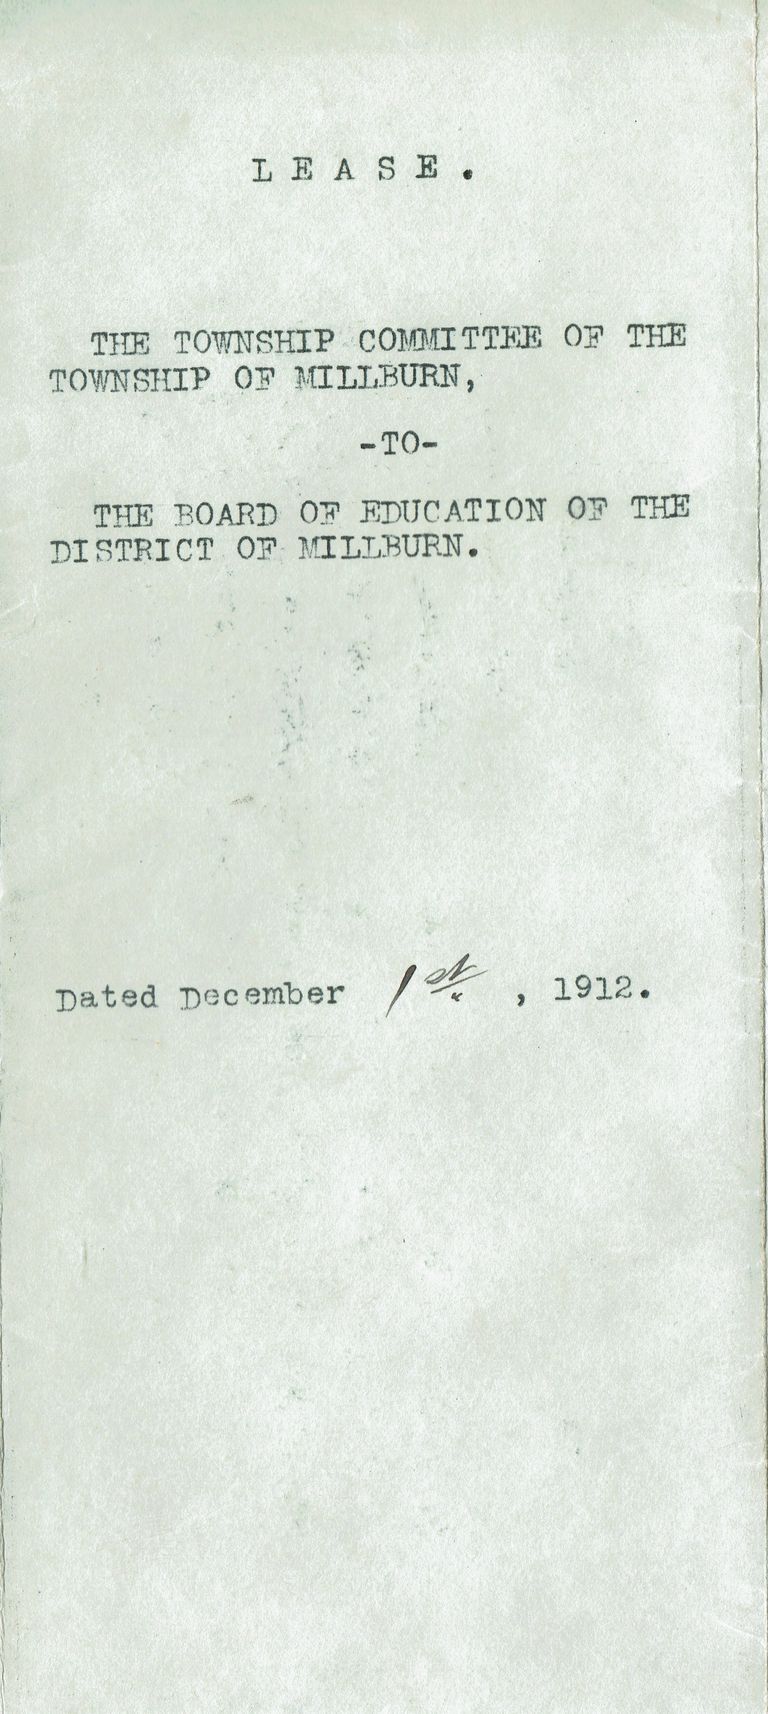 L E A S E .
THE TOWNSHIP COMMITTEE OF THE
TOWNSHIP OF MILLBURN,
-TO-
THE BOARD OF EDUCATION OF THE
DISTRICT OF MILLBURN.
Dated December 1st , 1912.